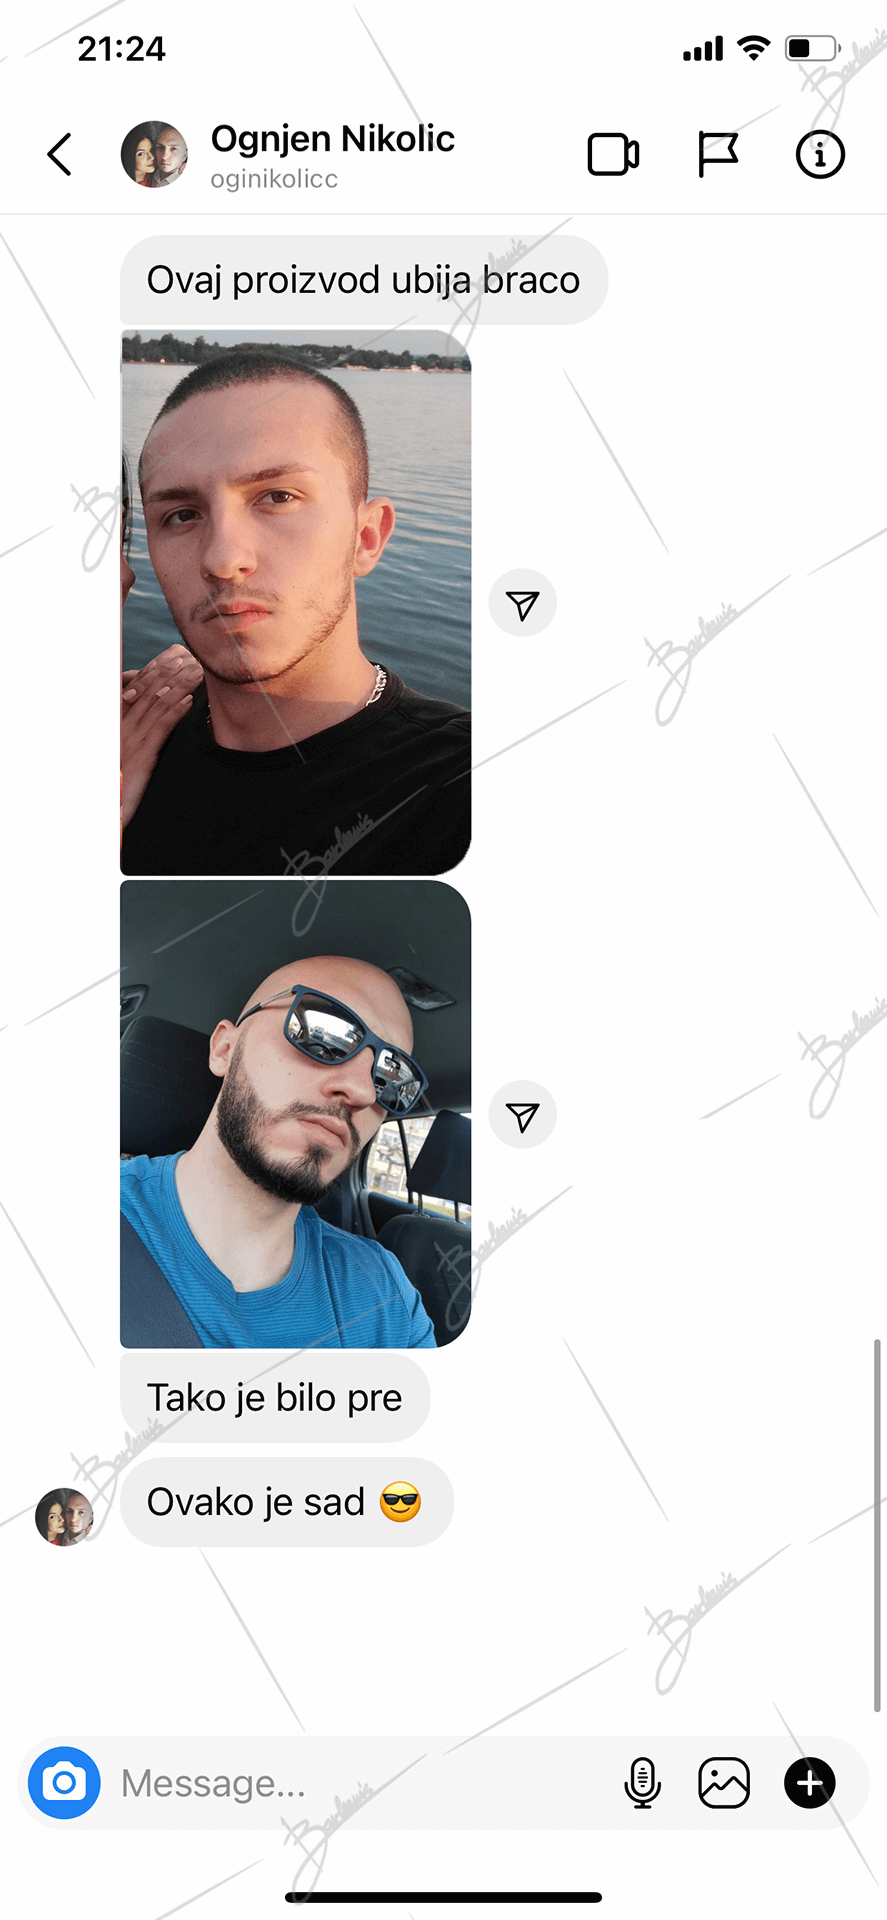 21:24
Ognjen Nikolic
oginikolicc
Ovaj proizvod ubija braco
Tako je bilo pre
Ovako je sad 😎
Message...